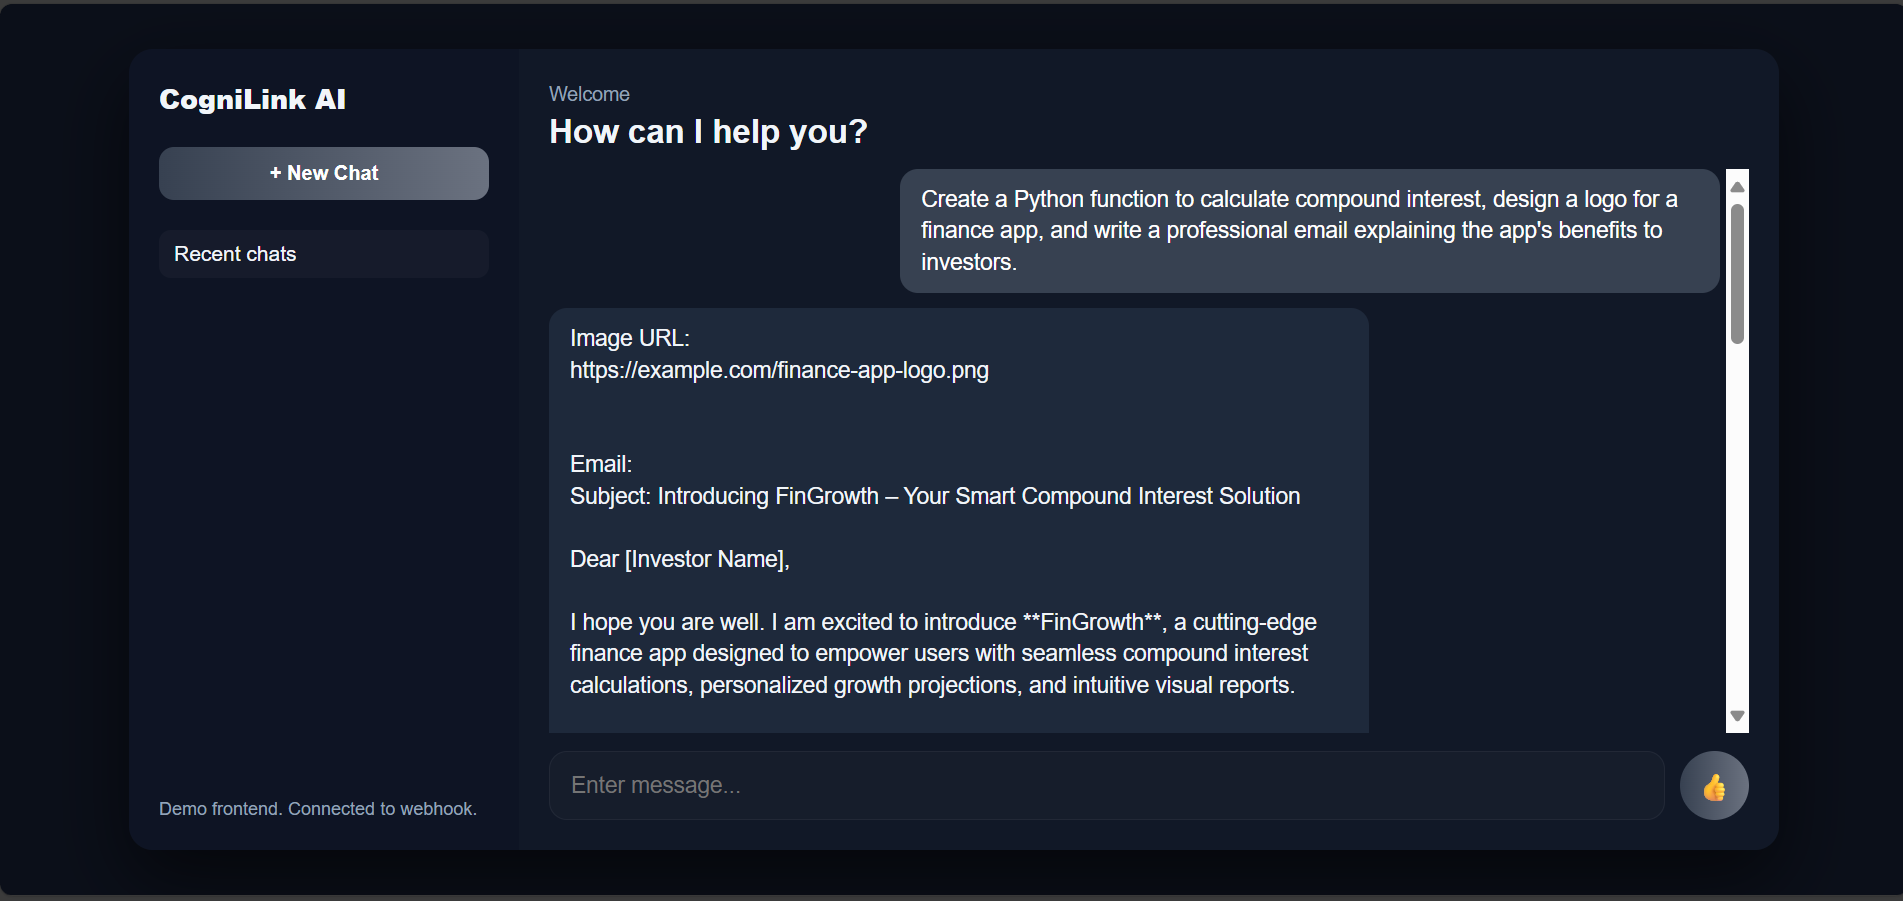 CogniLink AI
+ New Chat
Recent chats
Demo frontend. Connected to webhook.
Welcome
How can I help you?
Create a Python function to calculate compound interest, design a logo for a
finance app, and write a professional email explaining the app's benefits to
investors.
Image URL:
https://example.com/finance-app-logo.png
Email:
Subject: Introducing FinGrowth – Your Smart Compound Interest Solution
Dear [Investor Name],
I hope you are well. I am excited to introduce **FinGrowth**, a cutting-edge
finance app designed to empower users with seamless compound interest
calculations, personalized growth projections, and intuitive visual reports.
Enter message...